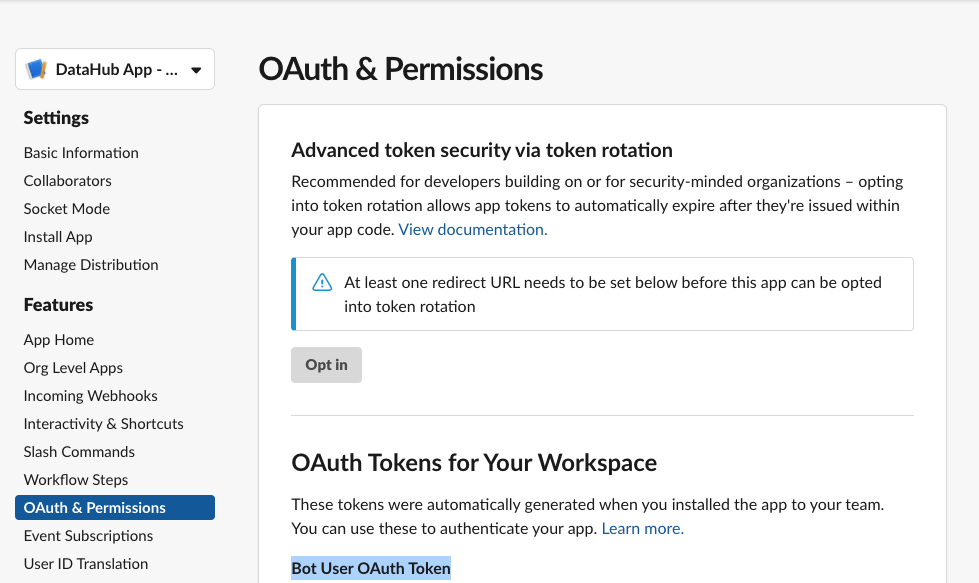 DataHub App - ...
Settings
Basic Information
Collaborators
Socket Mode
Install App
Manage Distribution
Features
App Home
Org Level Apps
Incoming Webhooks
Interactivity & Shortcuts
Slash Commands
Workflow Steps
OAuth & Permissions
Event Subscriptions
User ID Translation
OAuth & Permissions
Advanced token security via token rotation
Recommended for developers building on or for security-minded organizations – opting
into token rotation allows app tokens to automatically expire after they're issued within
your app code. View documentation.
At least one redirect URL needs to be set below before this app can be opted
into token rotation
Opt in
OAuth Tokens for Your Workspace
These tokens were automatically generated when you installed the app to your team.
You can use these to authenticate your app. Learn more.
Bot User OAuth Token